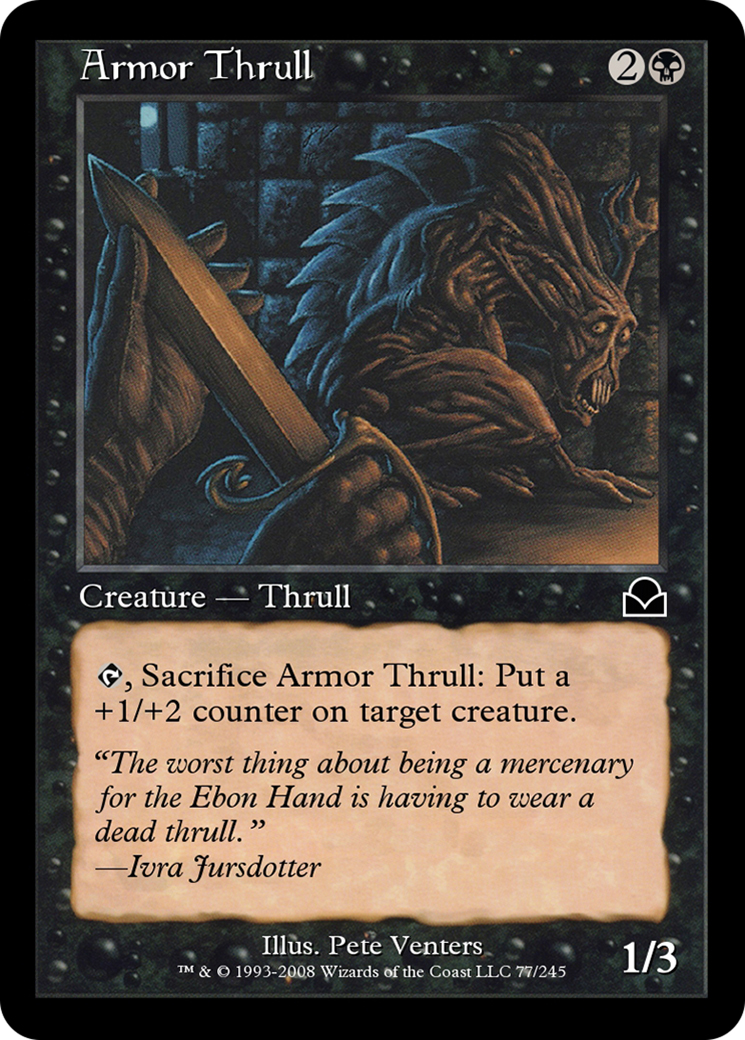 Armor Thrull 2
Creature — Thrull
, Sacrifice Armor Thrull: Put a
+1/+2 counter on target creature.
“The worst thing about being a mercenary
for the Ebon Hand is having to wear a
dead thrull.”
—Ivra Jursdotter
Illus. Pete Venters
™ & © 1993-2008 Wizards of the Coast LLC 77/245
1/3